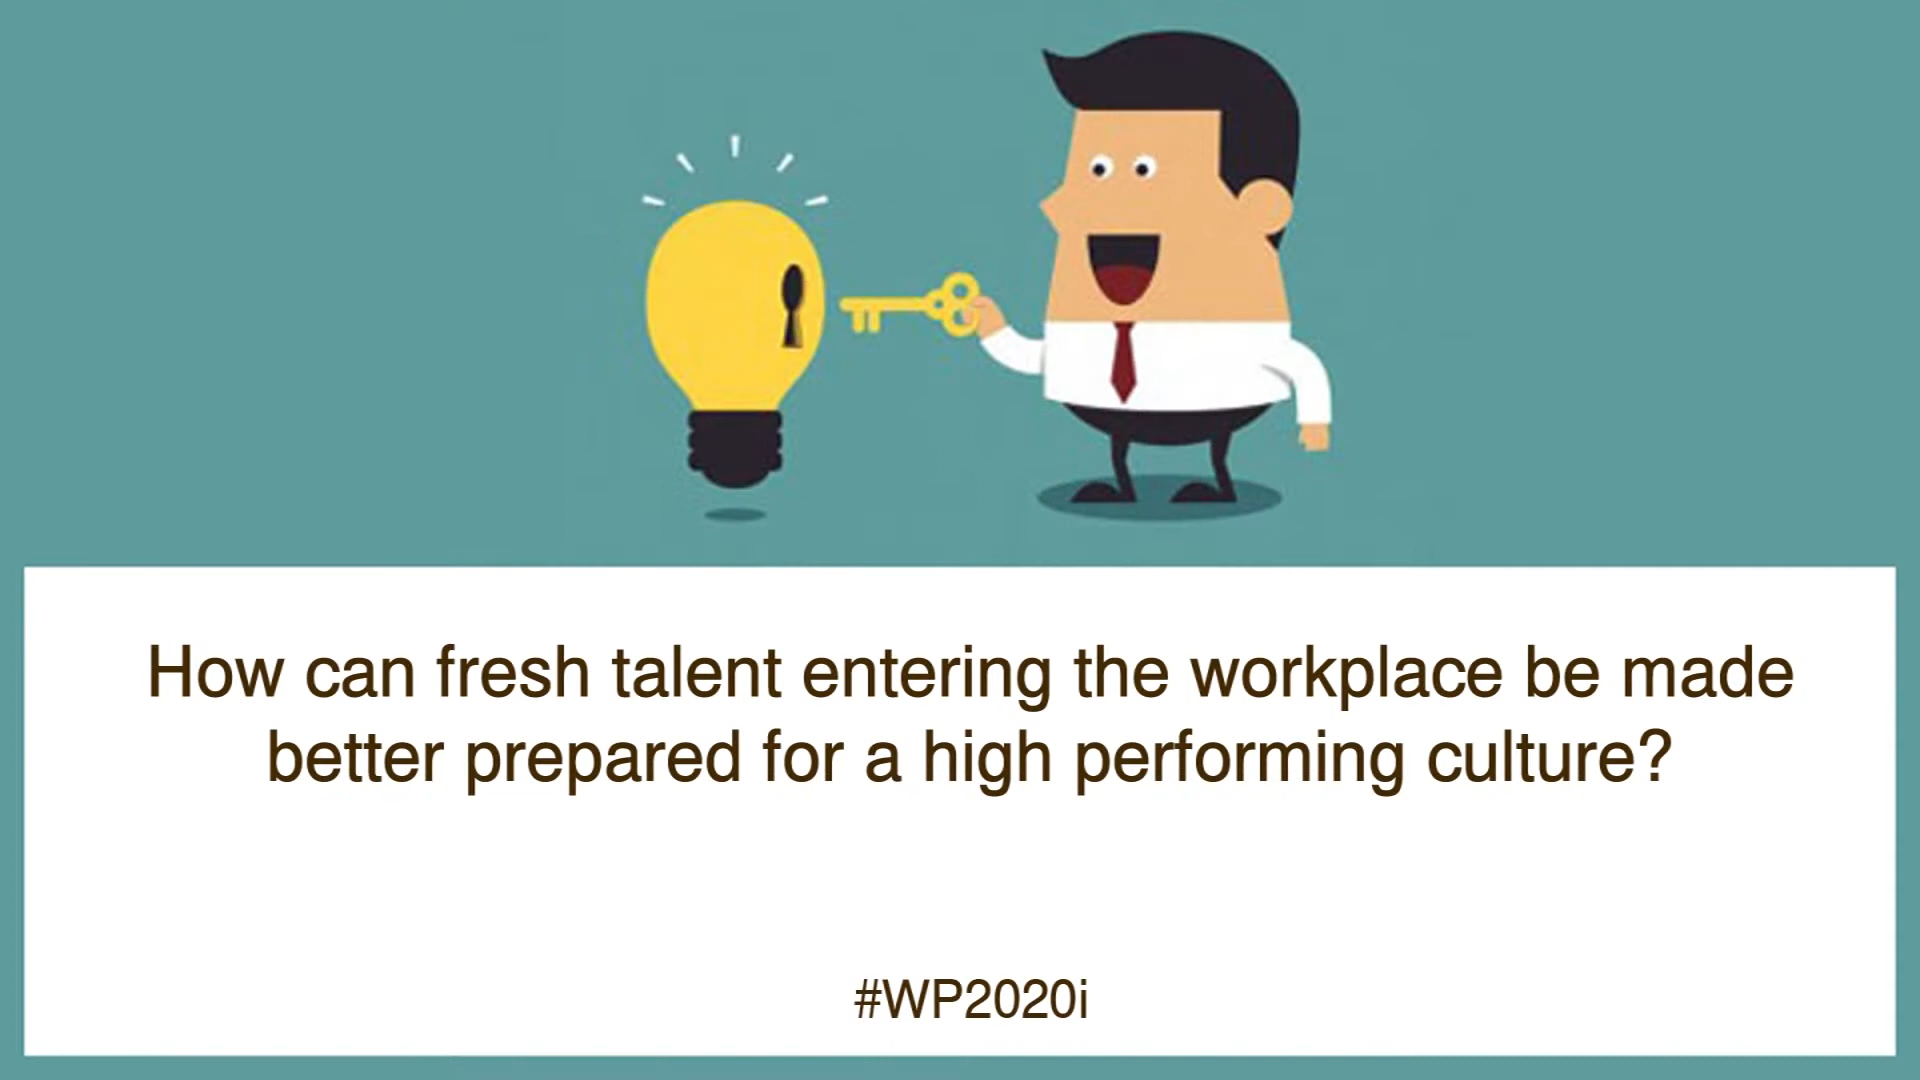 How can fresh talent entering the workplace be made
better prepared for a high performing culture?
#WP2020i